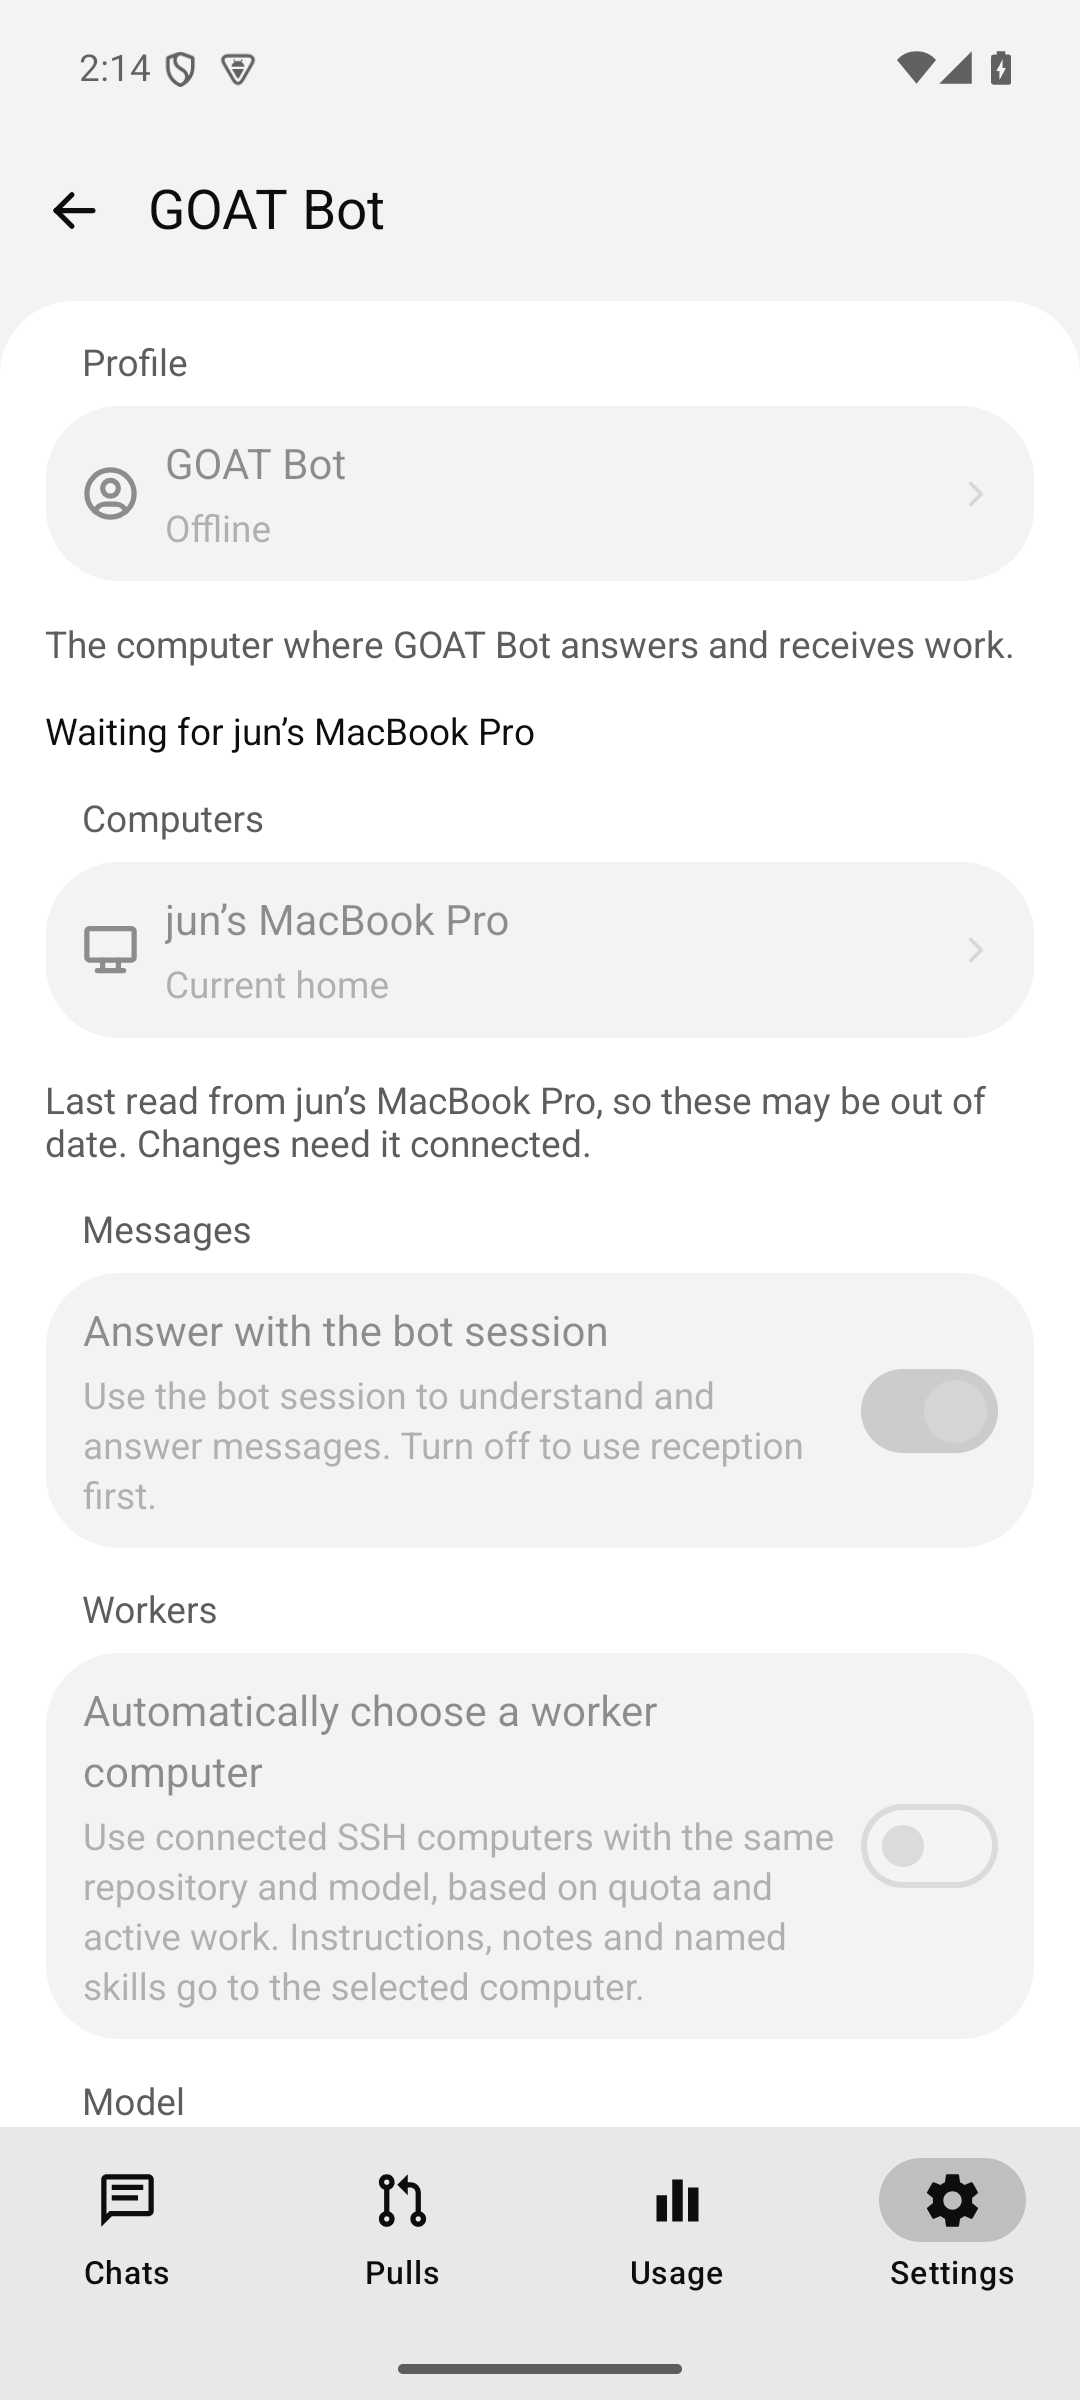 2:14
GOAT Bot
Profile
GOAT Bot
Offline
The computer where GOAT Bot answers and receives work.
Waiting for jun’s MacBook Pro
Computers
jun’s MacBook Pro
Current home
Last read from jun’s MacBook Pro, so these may be out of
date. Changes need it connected.
Messages
Answer with the bot session
Use the bot session to understand and
answer messages. Turn off to use reception
first.
Workers
Automatically choose a worker
computer
Use connected SSH computers with the same
repository and model, based on quota and
active work. Instructions, notes and named
skills go to the selected computer.
Model
Chats
Pulls
Usage
Settings